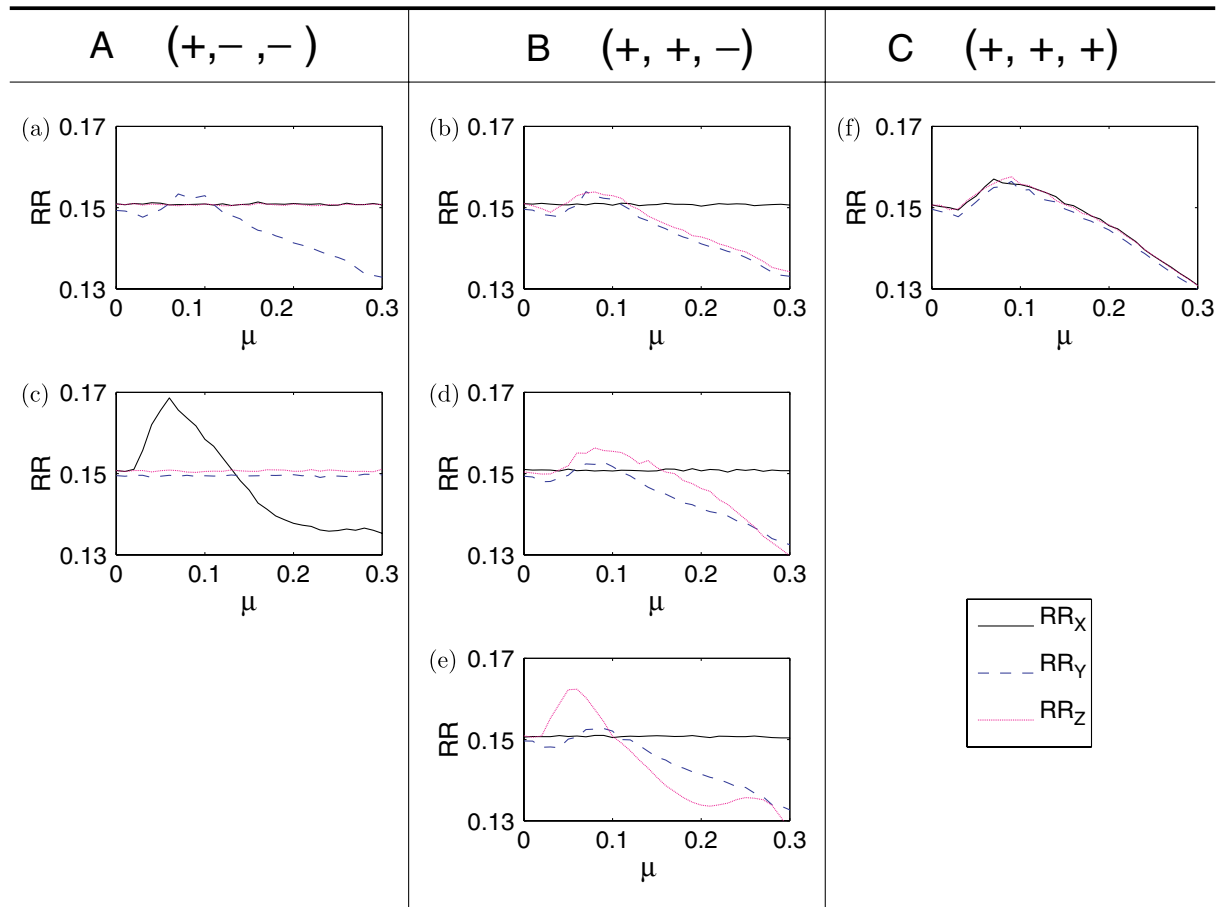 A (+,− ,−)
B (+, +, −)
C (+, +, +)
(a)
0.17
0.15
0.13
RR
0 0.1 0.2 0.3
μ
(b)
0.17
0.15
0.13
RR
0 0.1 0.2 0.3
μ
(f)
0.17
0.15
0.13
RR
0 0.1 0.2 0.3
μ
(c)
0.17
0.15
0.13
RR
0 0.1 0.2 0.3
μ
(d)
0.17
0.15
0.13
RR
0 0.1 0.2 0.3
μ
(e)
0.17
0.15
0.13
RR
0 0.1 0.2 0.3
μ
RR_X
RR_Y
RR_Z